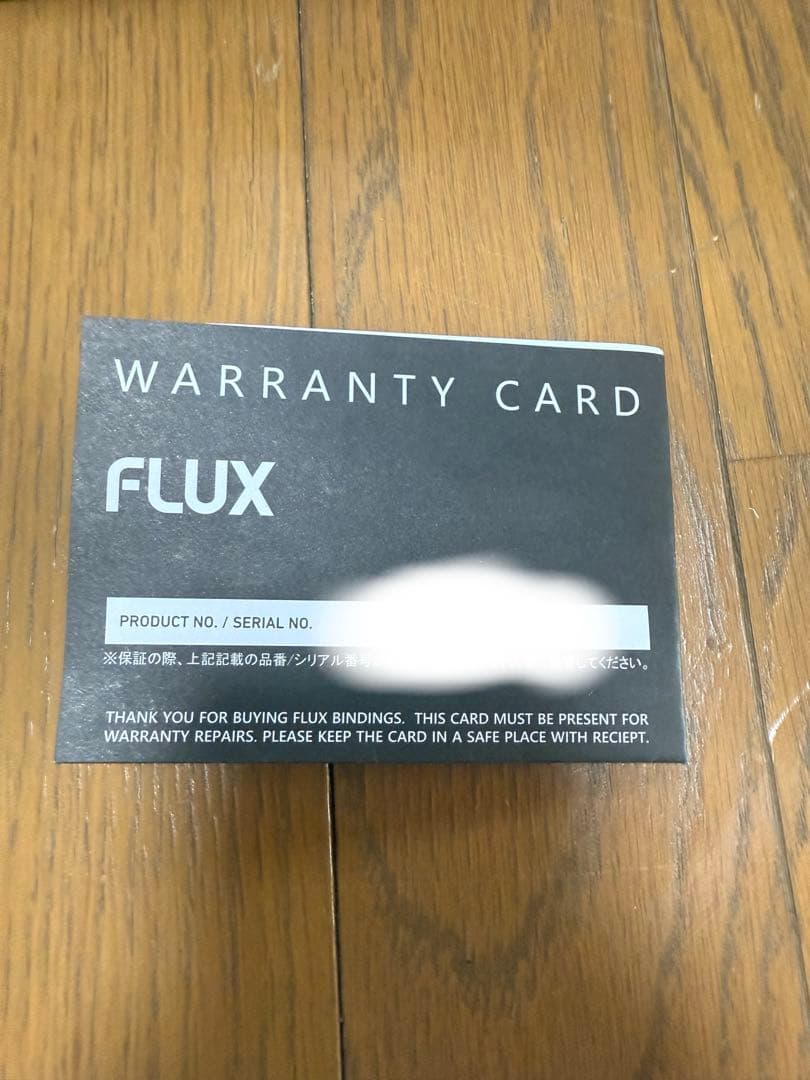 WARRANTY CARD
FLUX
PRODUCT NO. / SERIAL NO.
※保証の際、上記記載の品番/シリアル番号 してください。
THANK YOU FOR BUYING FLUX BINDINGS. THIS CARD MUST BE PRESENT FOR
WARRANTY REPAIRS. PLEASE KEEP THE CARD IN A SAFE PLACE WITH RECIEPT.